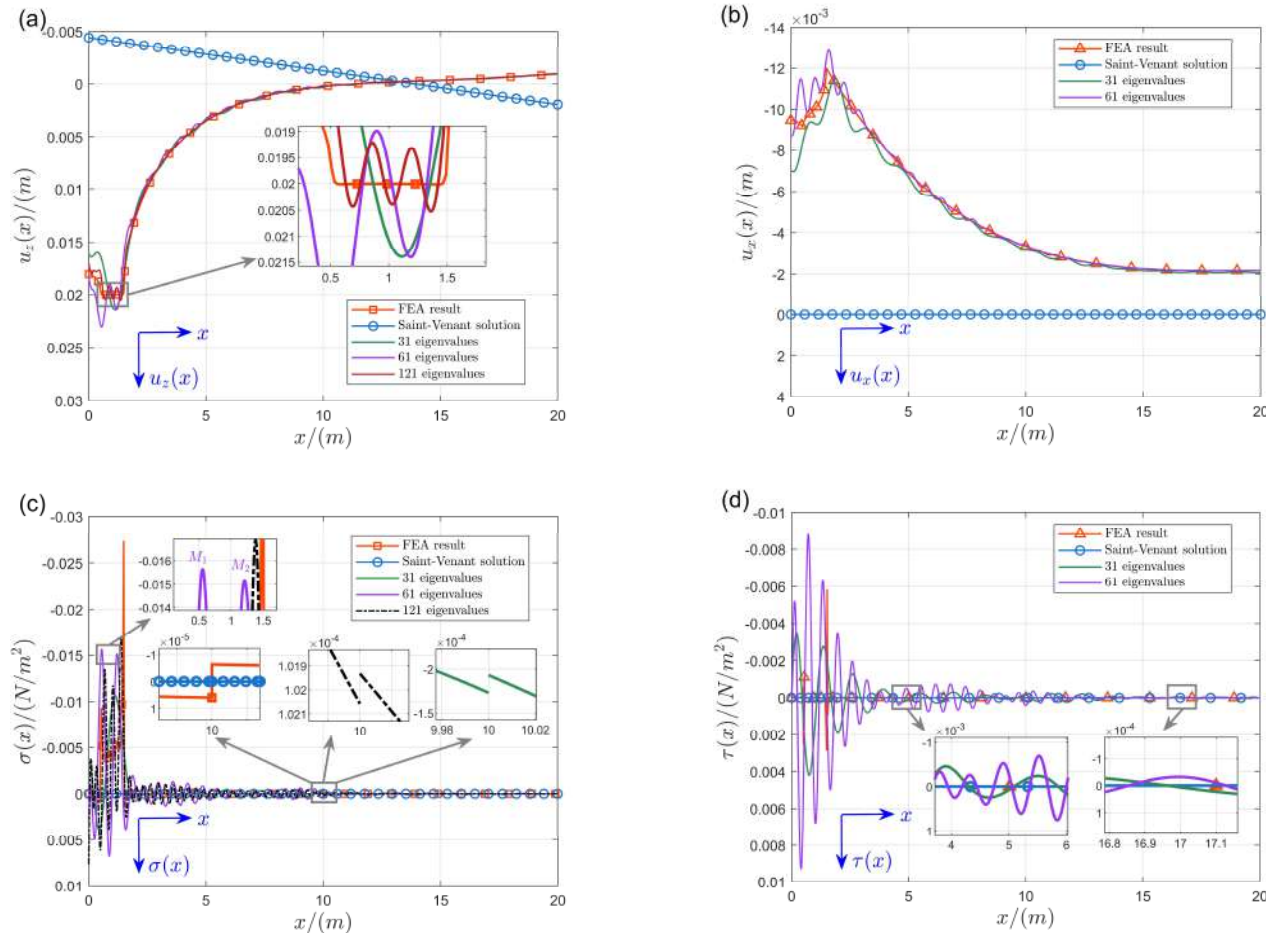 (a)
-0.005
0
0.005
0.01
0.015
0.02
0.025
0.03
0 5 10 15 20
u_z(x)/(m)
x/(m)
0.019
0.0195
0.02
0.0205
0.021
0.0215
0.5 1 1.5
FEA result
Saint-Venant solution
31 eigenvalues
61 eigenvalues
121 eigenvalues
x
u_z(x)
(b)
×10⁻³
-14
-12
-10
-8
-6
-4
-2
0
2
4
0 5 10 15 20
u_x(x)/(m)
x/(m)
FEA result
Saint-Venant solution
31 eigenvalues
61 eigenvalues
x
u_x(x)
(c)
-0.03
-0.025
-0.02
-0.015
-0.01
-0.005
0
0.005
0.01
0 5 10 15 20
σ(x)/(N/m²)
x/(m)
FEA result
Saint-Venant solution
31 eigenvalues
61 eigenvalues
121 eigenvalues
M₁
M₂
-0.016
-0.015
-0.014
0.5 1 1.5
×10⁻⁵
-1
0
1
10
×10⁻⁴
1.019
1.02
1.021
10
×10⁻⁴
-2
-1.5
9.98 10 10.02
x
σ(x)
(d)
-0.01
-0.008
-0.006
-0.004
-0.002
0
0.002
0.004
0.006
0.008
0.01
0 5 10 15 20
τ(x)/(N/m²)
x/(m)
FEA result
Saint-Venant solution
31 eigenvalues
61 eigenvalues
×10⁻³
-1
0
1
4 5 6
×10⁻⁴
-1
0
1
16.8 16.9 17 17.1
x
τ(x)